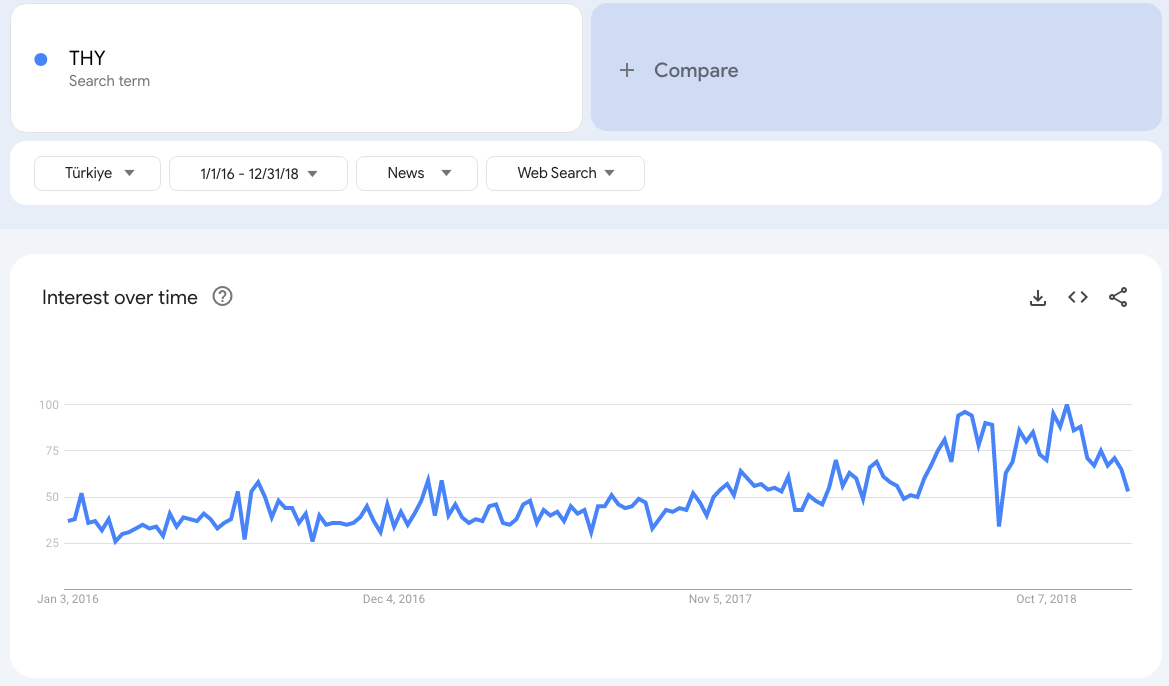 THY
Search term
+ Compare
Türkiye
1/1/16 - 12/31/18
News
Web Search
Interest over time
100
75
50
25
Jan 3, 2016
Dec 4, 2016
Nov 5, 2017
Oct 7, 2018